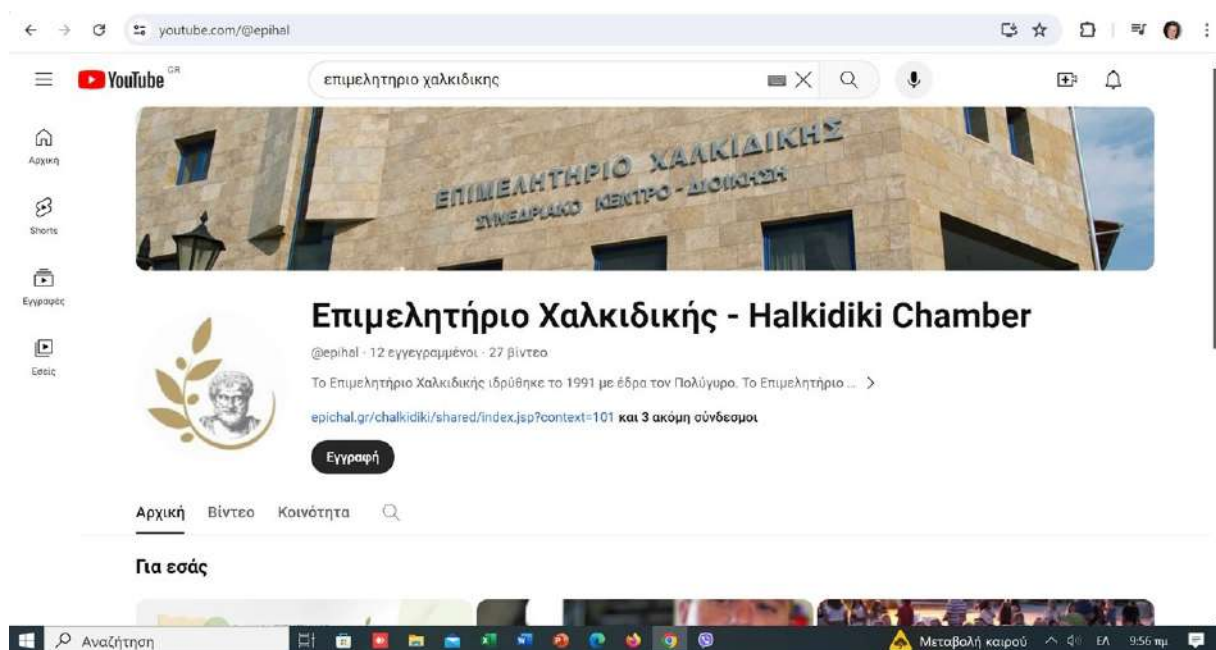 youtube.com/@epihal
YouTube GR
επιμελητηριο χαλκιδικης
Αρχική
Shorts
Εγγραφές
Εσείς
ΕΠΙΜΕΛΗΤΗΡΙΟ ΧΑΛΚΙΔΙΚΗΣ
ΣΥΝΕΔΡΙΑΚΟ ΚΕΝΤΡΟ - ΔΙΟΙΚΗΣΗ
Επιμελητήριο Χαλκιδικής - Halkidiki Chamber
@epihal · 12 εγγεγραμμένοι · 27 βίντεο
Το Επιμελητήριο Χαλκιδικής ιδρύθηκε το 1991 με έδρα τον Πολύγυρο. Το Επιμελητήριο ...
epichal.gr/chalkidiki/shared/index.jsp?context=101 και 3 ακόμη σύνδεσμοι
Εγγραφή
Αρχική Βίντεο Κοινότητα
Για εσάς
Αναζήτηση
Μεταβολή καιρού ΕΛ 9:56 πμ